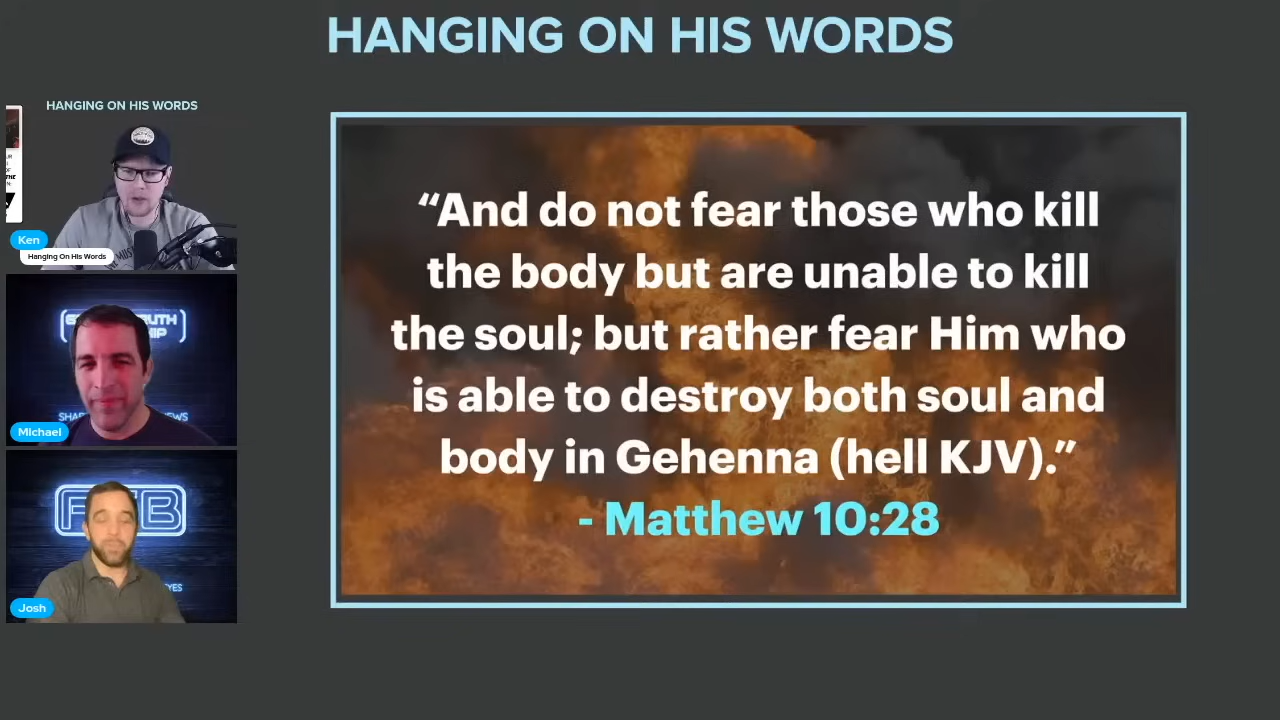 HANGING ON HIS WORDS
HANGING ON HIS WORDS
Ken
Hanging On His Words
Michael
Josh
“And do not fear those who kill
the body but are unable to kill
the soul; but rather fear Him who
is able to destroy both soul and
body in Gehenna (hell KJV).”
- Matthew 10:28